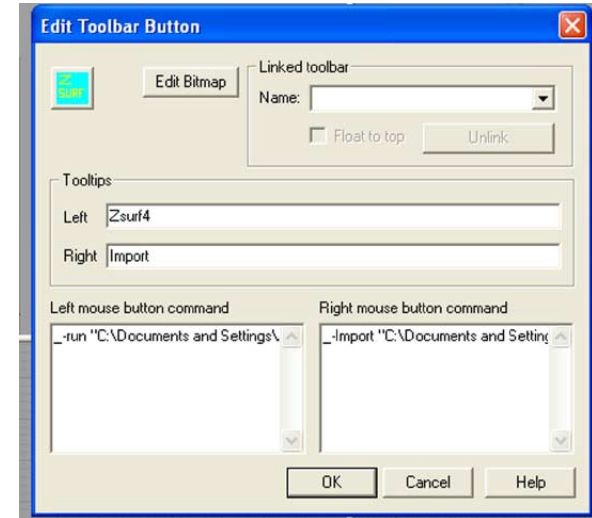 Edit Toolbar Button
Z
SURF
Edit Bitmap
Linked toolbar
Name:
Float to top
Unlink
Tooltips
Left
Zsurf4
Right
Import
Left mouse button command
Right mouse button command
_-run "C:\Documents and Settings\
_-Import "C:\Documents and Setting
OK
Cancel
Help